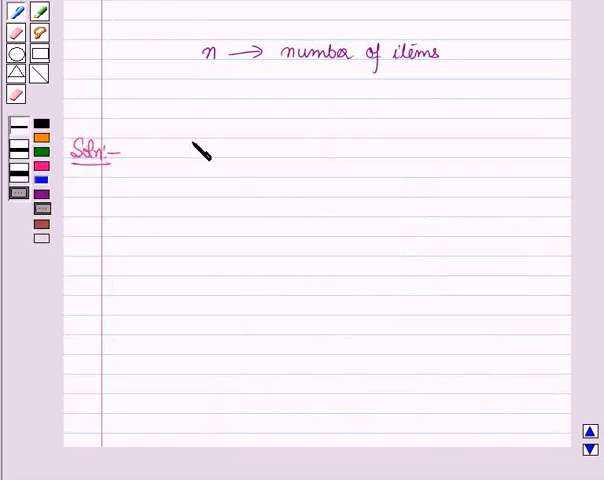 n → number of items
Soln:-